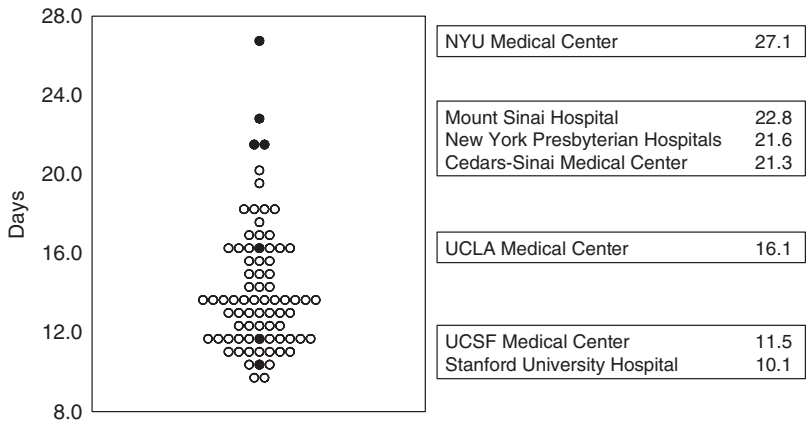 28.0
24.0
20.0
16.0
12.0
8.0
Days
NYU Medical Center 27.1
Mount Sinai Hospital 22.8
New York Presbyterian Hospitals 21.6
Cedars-Sinai Medical Center 21.3
UCLA Medical Center 16.1
UCSF Medical Center 11.5
Stanford University Hospital 10.1